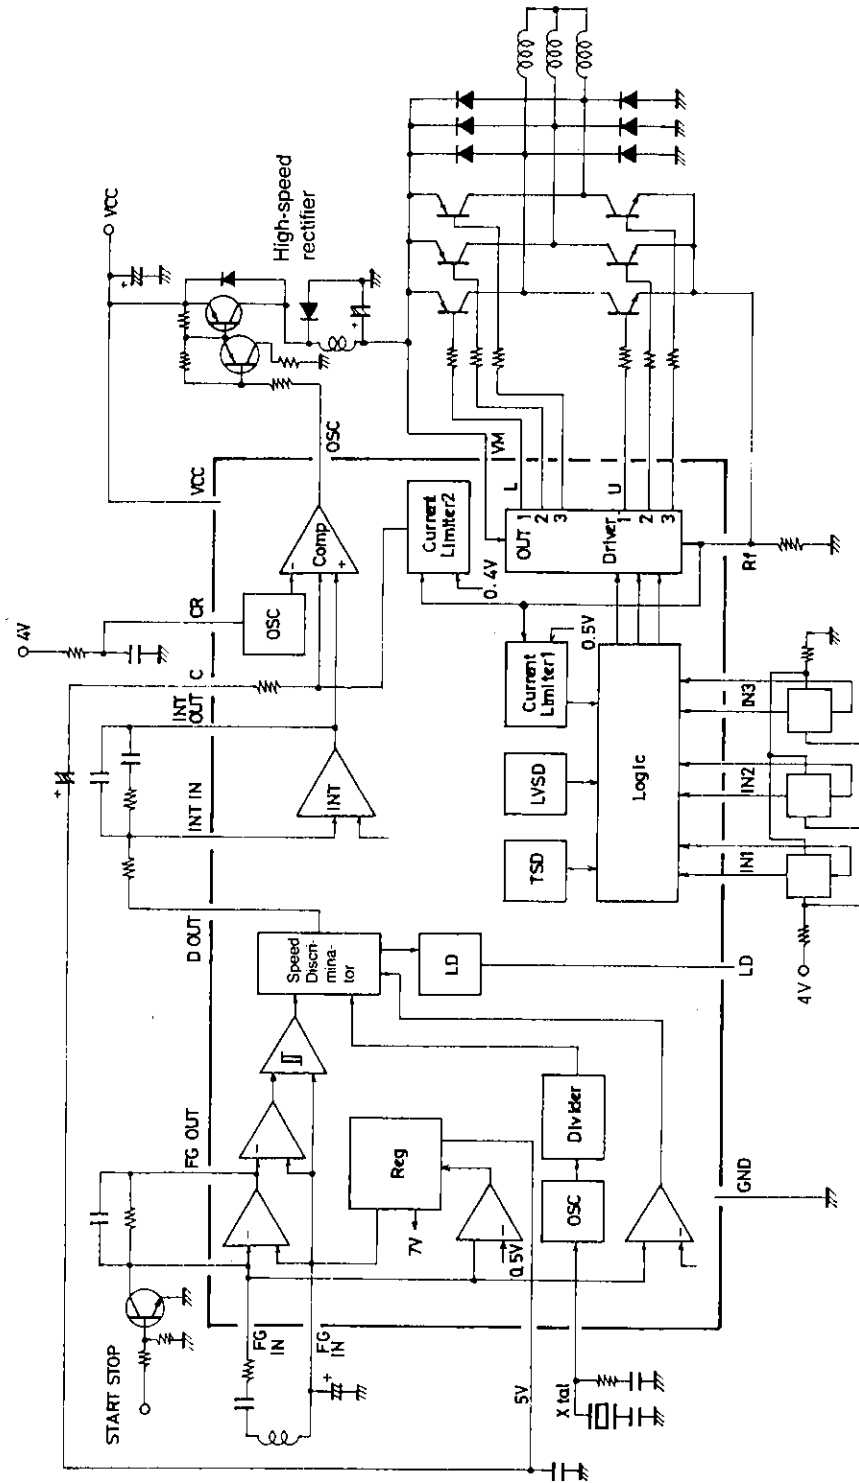 VCC
+
High-speed
rectifier
OSC
VCC
4V
CR
C
INT
OUT
INT IN
D OUT
FG OUT
START STOP
FG
IN
FG
IN
+
+
+
5V
X tal
GND
LD
IN1
IN2
IN3
4V
Rf
VM
L
U
Comp
-
+
OSC
INT
Current
Limiter2
0.4V
OUT 1
2
3
Driver 1
2
3
Current
Limiter1
0.5V
LVSD
TSD
Logic
Speed
Discri-
mina-
tor
LD
Reg
7V
0.5V
Divider
OSC
-
-
-
-